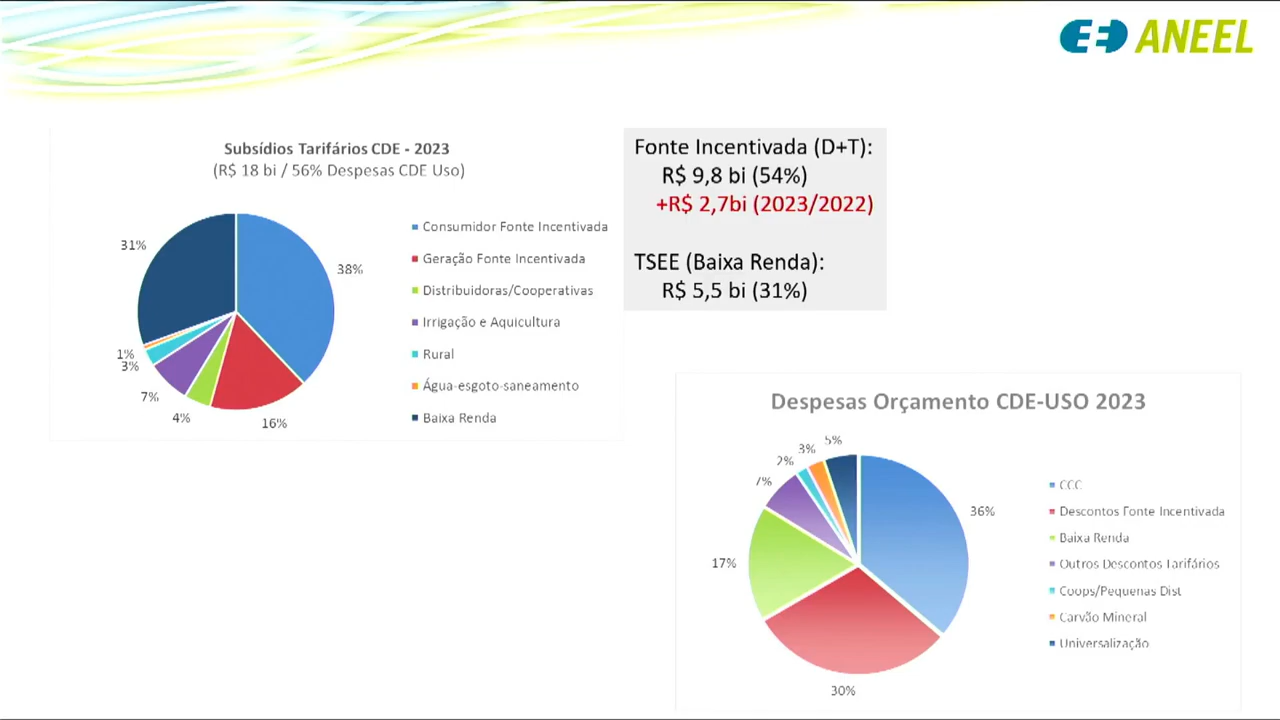 ANEEL
Subsídios Tarifários CDE - 2023
(R$ 18 bi / 56% Despesas CDE Uso)
31%
38%
1%
3%
7%
4%
16%
Consumidor Fonte Incentivada
Geração Fonte Incentivada
Distribuidoras/Cooperativas
Irrigação e Aquicultura
Rural
Água-esgoto-saneamento
Baixa Renda
Fonte Incentivada (D+T):
R$ 9,8 bi (54%)
+R$ 2,7bi (2023/2022)
TSEE (Baixa Renda):
R$ 5,5 bi (31%)
Despesas Orçamento CDE-USO 2023
5%
3%
2%
7%
36%
17%
30%
CCC
Descontos Fonte Incentivada
Baixa Renda
Outros Descontos Tarifários
Coops/Pequenas Dist
Carvão Mineral
Universalização